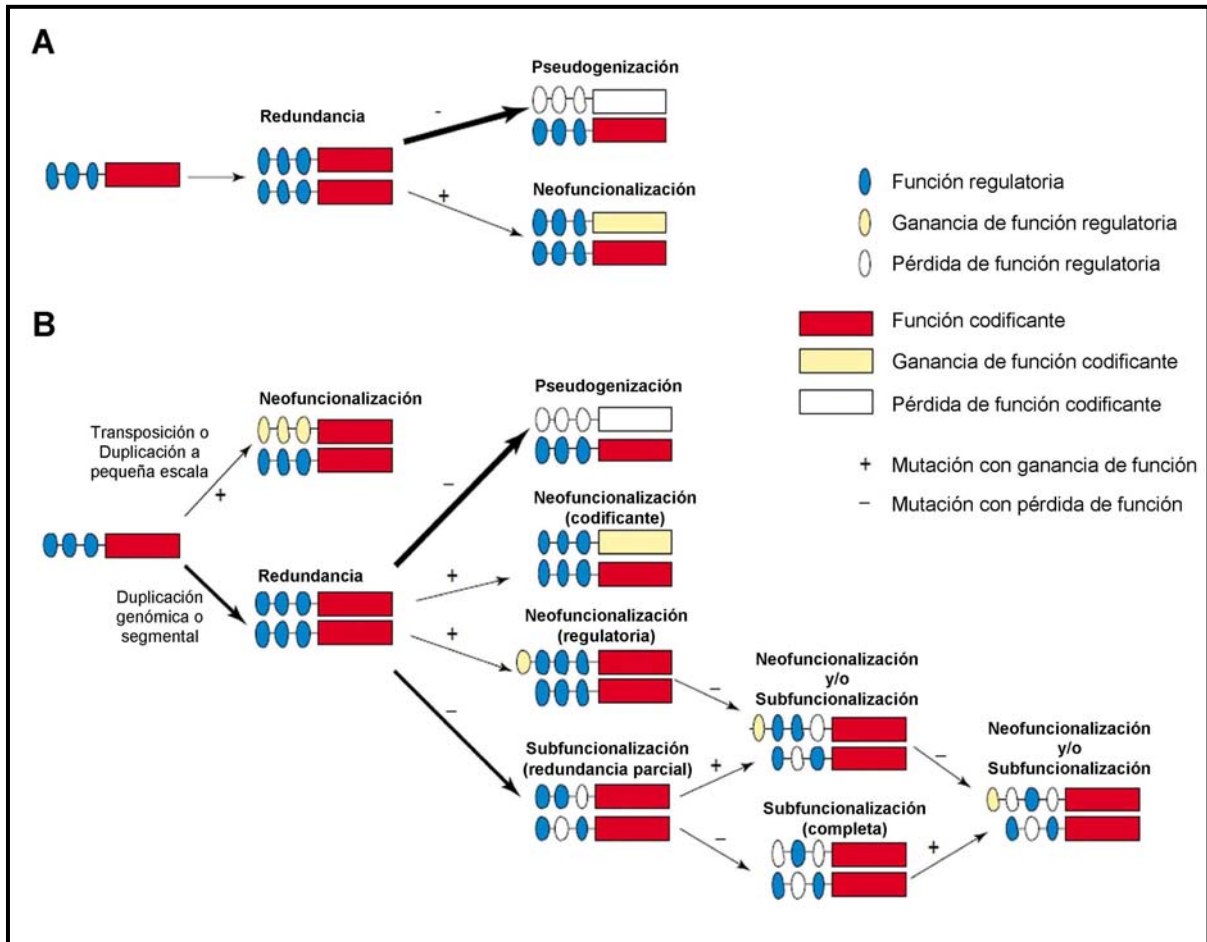 A
Redundancia
-
+
Pseudogenización
Neofuncionalización
Función regulatoria
Ganancia de función regulatoria
Pérdida de función regulatoria
Función codificante
Ganancia de función codificante
Pérdida de función codificante
+ Mutación con ganancia de función
– Mutación con pérdida de función
B
Neofuncionalización
Transposición o
Duplicación a
pequeña escala
+
Duplicación
genómica o
segmental
Redundancia
–
+
+
–
Pseudogenización
Neofuncionalización
(codificante)
Neofuncionalización
(regulatoria)
–
Subfuncionalización
(redundancia parcial)
+
–
Neofuncionalización
y/o
Subfuncionalización
–
Subfuncionalización
(completa)
+
Neofuncionalización
y/o
Subfuncionalización